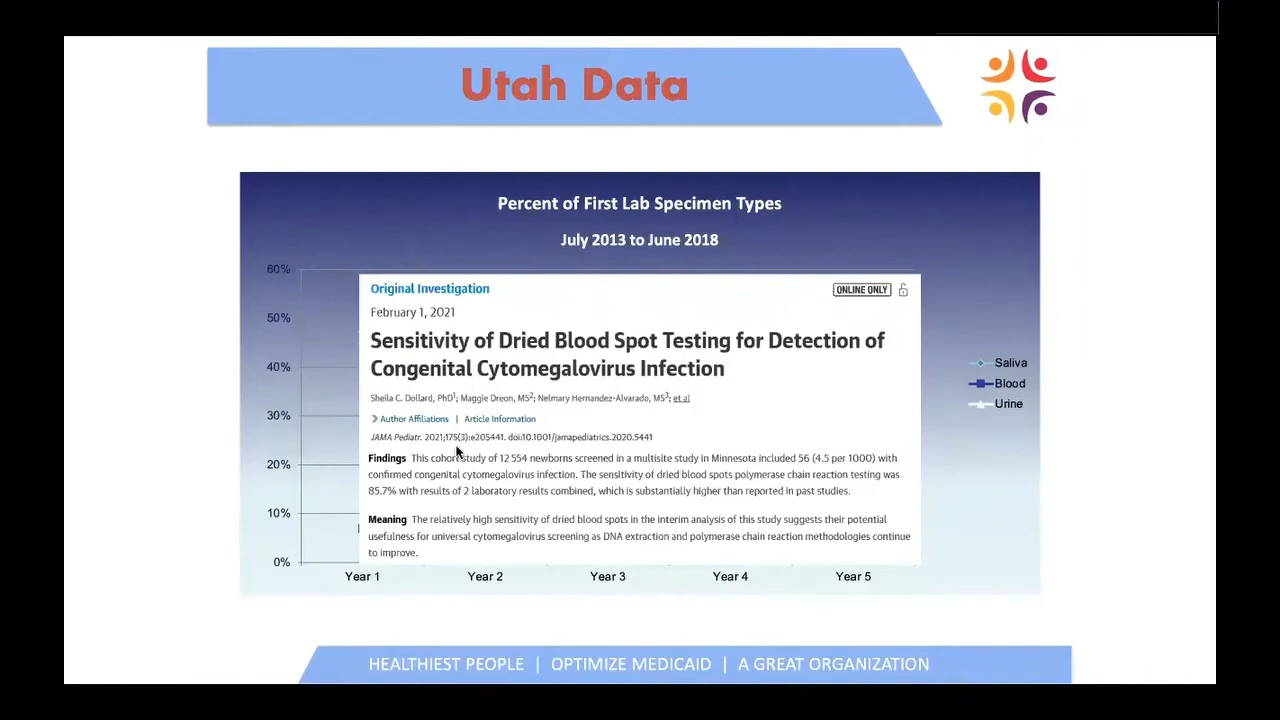 Utah Data
Percent of First Lab Specimen Types
July 2013 to June 2018
60%
50%
40%
30%
20%
10%
0%
Original Investigation
ONLINE ONLY
February 1, 2021
Sensitivity of Dried Blood Spot Testing for Detection of
Congenital Cytomegalovirus Infection
Sheila C. Dollard, PhD1; Maggie Dreon, MS2; Nelmary Hernandez-Alvarado, MS3; et al
Author Affiliations | Article Information
JAMA Pediatr. 2021;175(3):e205441. doi:10.1001/jamapediatrics.2020.5441
Findings This cohort study of 12 554 newborns screened in a multisite study in Minnesota included 56 (4.5 per 1000) with
confirmed congenital cytomegalovirus infection. The sensitivity of dried blood spots polymerase chain reaction testing was
85.7% with results of 2 laboratory results combined, which is substantially higher than reported in past studies.
Meaning The relatively high sensitivity of dried blood spots in the interim analysis of this study suggests their potential
usefulness for universal cytomegalovirus screening as DNA extraction and polymerase chain reaction methodologies continue
to improve.
Saliva
Blood
Urine
Year 1 Year 2 Year 3 Year 4 Year 5
HEALTHIEST PEOPLE | OPTIMIZE MEDICAID | A GREAT ORGANIZATION